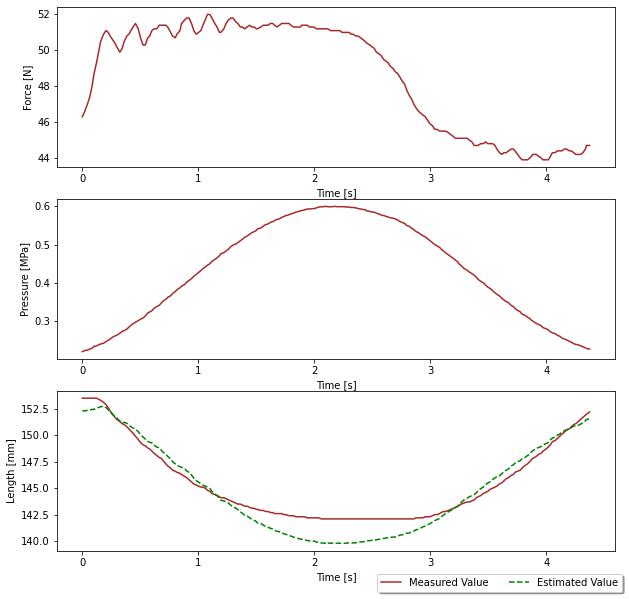 Force [N]
52
50
48
46
44
0 1 2 3 4
Time [s]
Pressure [MPa]
0.6
0.5
0.4
0.3
0 1 2 3 4
Time [s]
Length [mm]
152.5
150.0
147.5
145.0
142.5
140.0
0 1 2 3 4
Time [s]
Measured Value Estimated Value